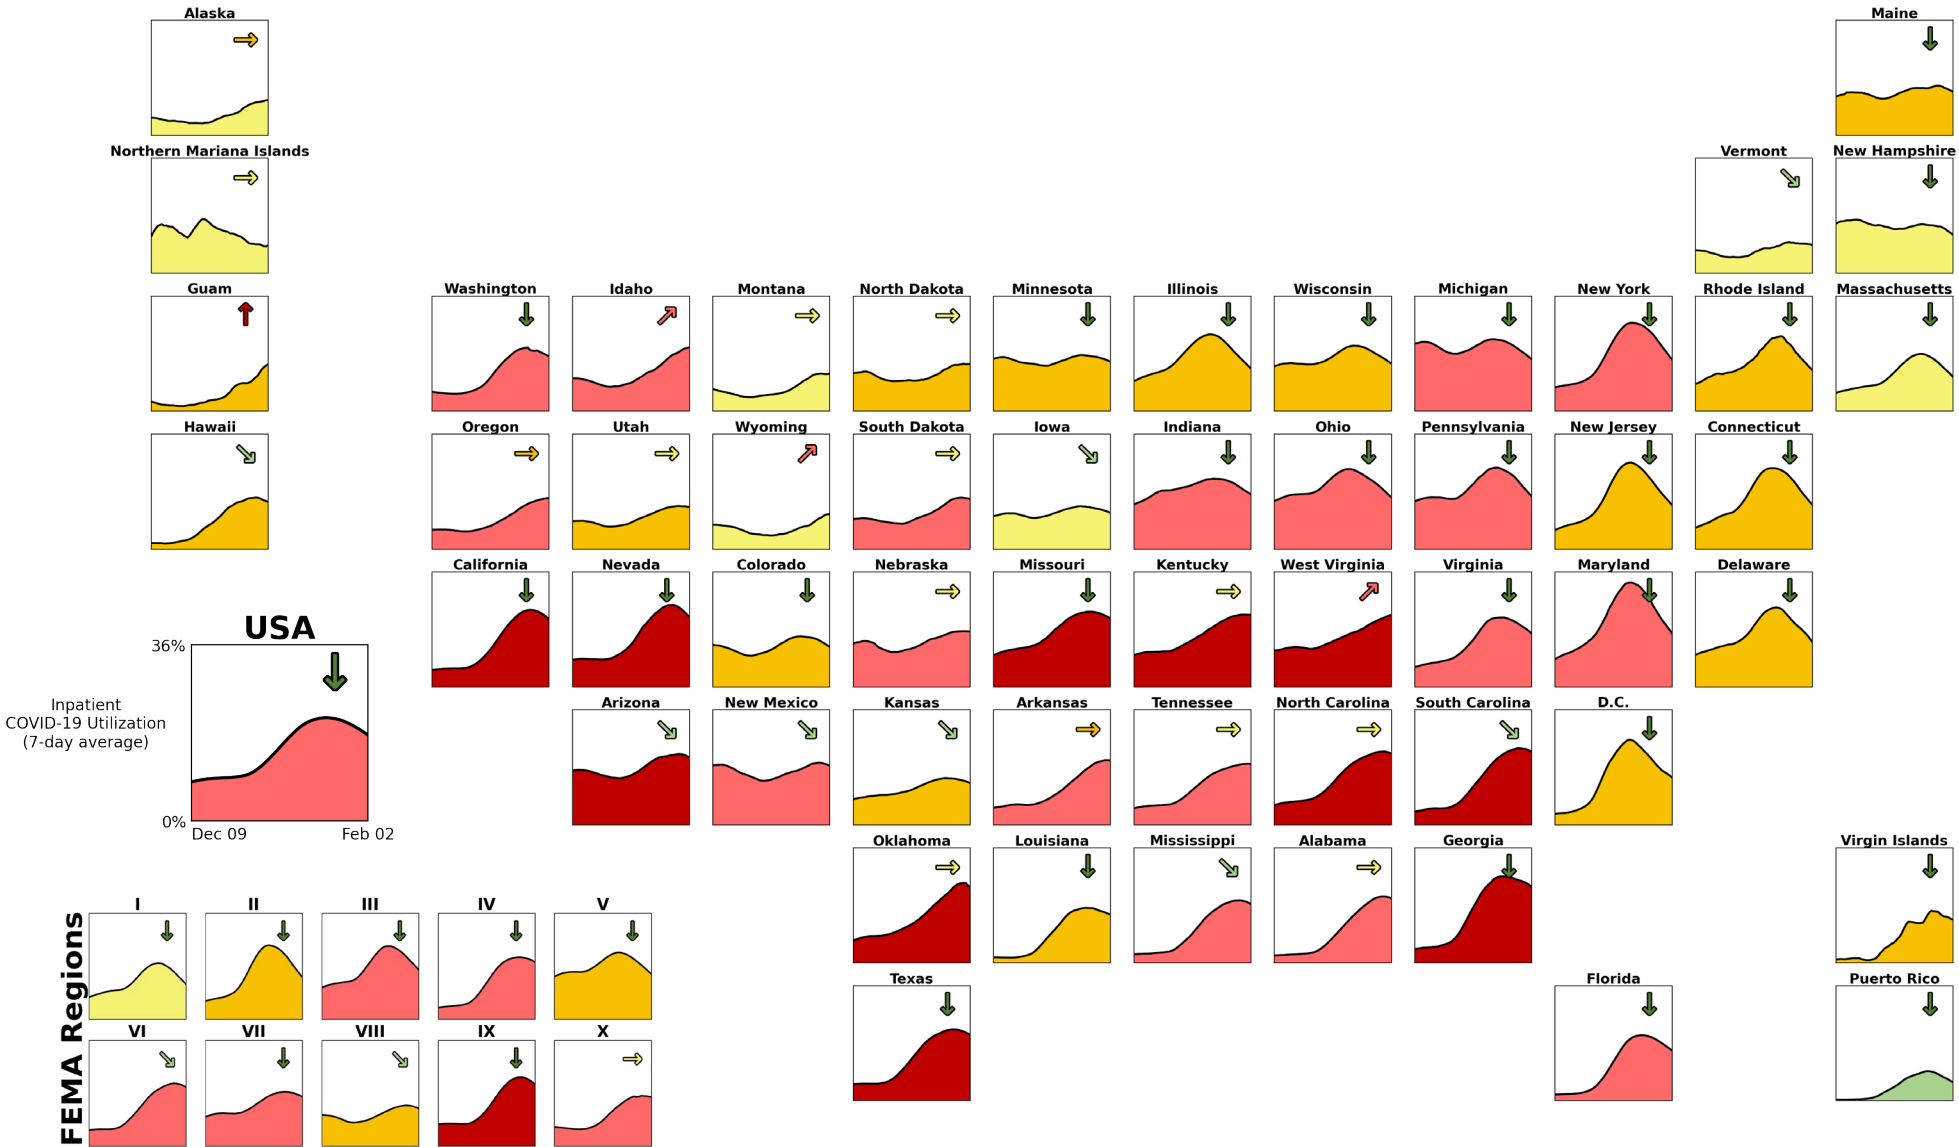 Alaska
Maine
Northern Mariana Islands
Vermont
New Hampshire
Guam
Washington
Idaho
Montana
North Dakota
Minnesota
Illinois
Wisconsin
Michigan
New York
Rhode Island
Massachusetts
Hawaii
Oregon
Utah
Wyoming
South Dakota
Iowa
Indiana
Ohio
Pennsylvania
New Jersey
Connecticut
California
Nevada
Colorado
Nebraska
Missouri
Kentucky
West Virginia
Virginia
Maryland
Delaware
USA
36%
Inpatient
COVID-19 Utilization
(7-day average)
0%
Dec 09
Feb 02
Arizona
New Mexico
Kansas
Arkansas
Tennessee
North Carolina
South Carolina
D.C.
Oklahoma
Louisiana
Mississippi
Alabama
Georgia
Virgin Islands
Texas
Florida
Puerto Rico
FEMA Regions
I
II
III
IV
V
VI
VII
VIII
IX
X